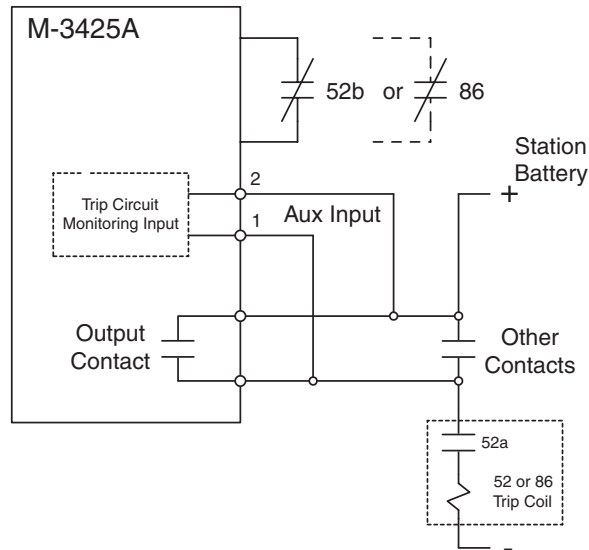 M-3425A
52b or 86
Station
Battery
+
2
Aux Input
1
Trip Circuit
Monitoring Input
Output
Contact
Other
Contacts
52a
52 or 86
Trip Coil
-